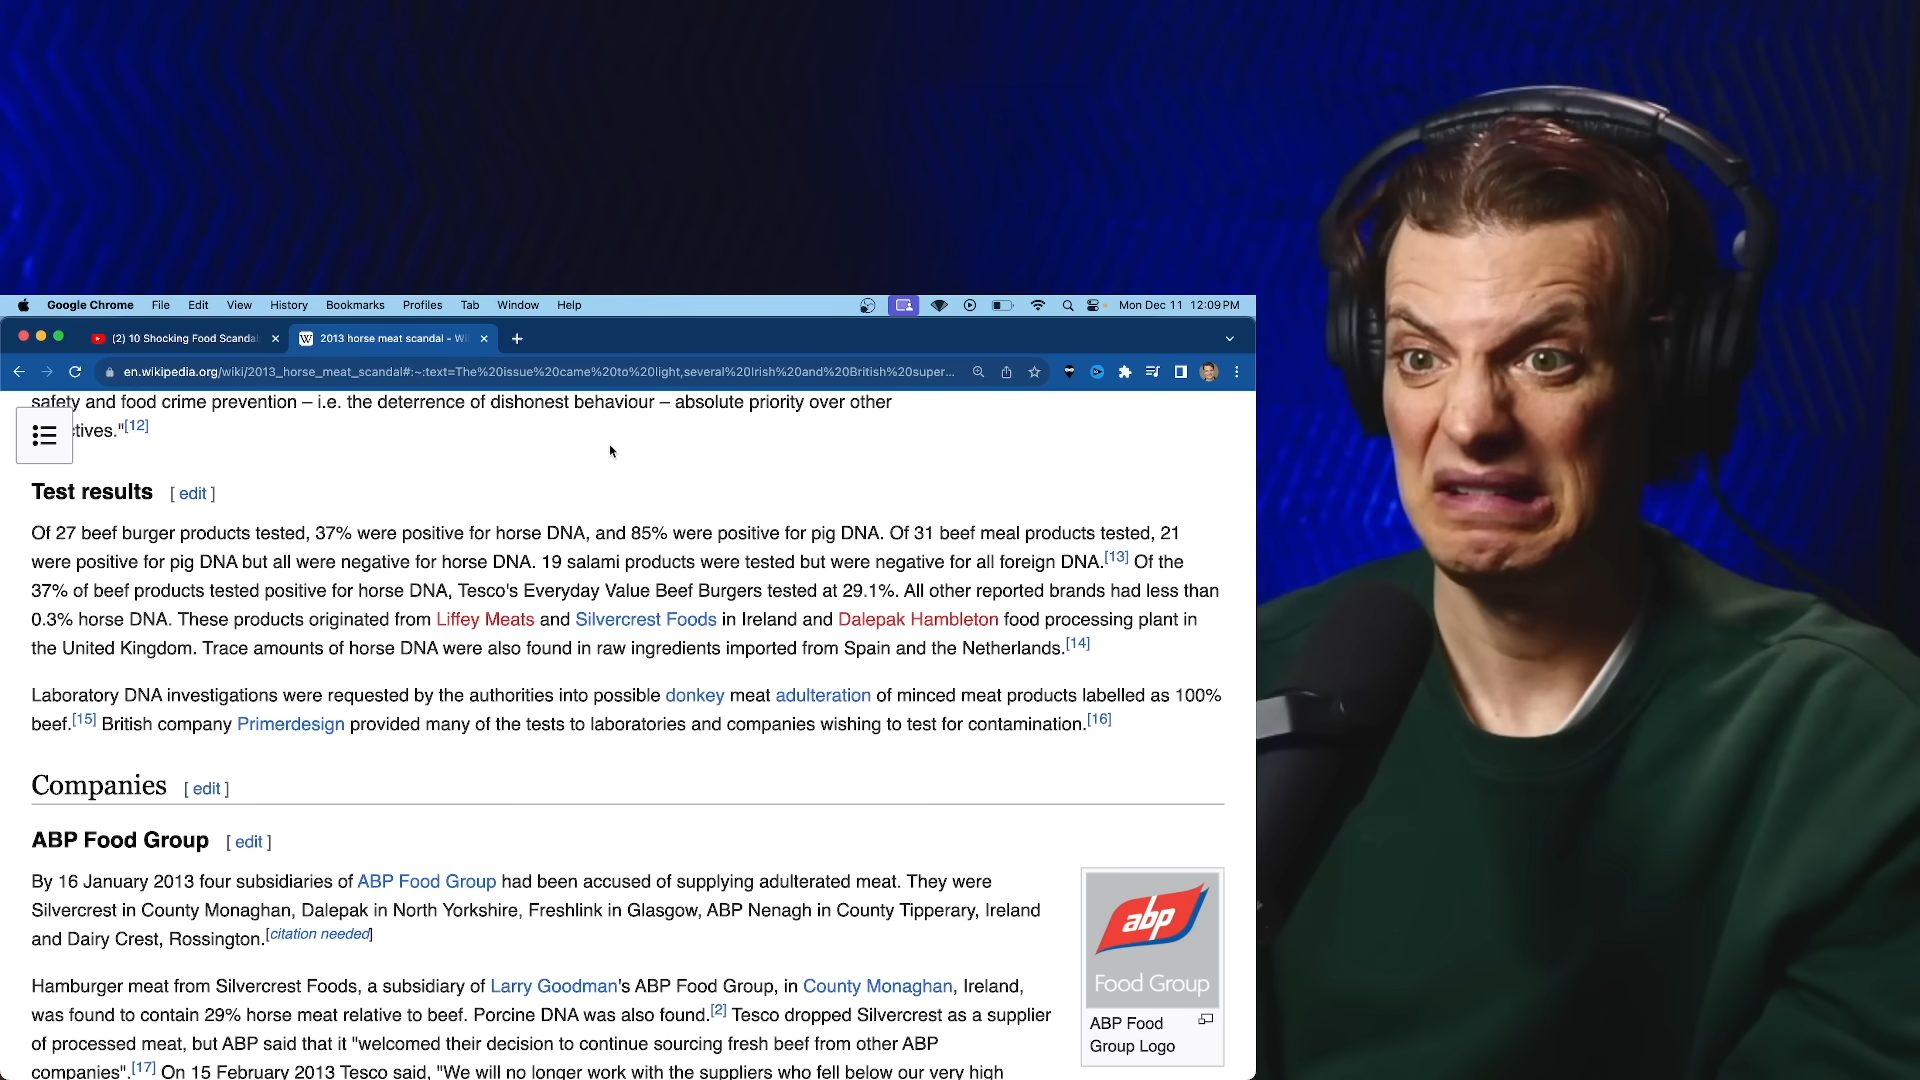 Google Chrome File Edit View History Bookmarks Profiles Tab Window Help Mon Dec 11 12:09 PM
(2) 10 Shocking Food Scandal
2013 horse meat scandal - Wi
en.wikipedia.org/wiki/2013_horse_meat_scandal#:~:text=The%20issue%20came%20to%20light,several%20Irish%20and%20British%20super...
safety and food crime prevention – i.e. the deterrence of dishonest behaviour – absolute priority over other
ctives."[12]
Test results [ edit ]
Of 27 beef burger products tested, 37% were positive for horse DNA, and 85% were positive for pig DNA. Of 31 beef meal products tested, 21
were positive for pig DNA but all were negative for horse DNA. 19 salami products were tested but were negative for all foreign DNA.[13] Of the
37% of beef products tested positive for horse DNA, Tesco's Everyday Value Beef Burgers tested at 29.1%. All other reported brands had less than
0.3% horse DNA. These products originated from Liffey Meats and Silvercrest Foods in Ireland and Dalepak Hambleton food processing plant in
the United Kingdom. Trace amounts of horse DNA were also found in raw ingredients imported from Spain and the Netherlands.[14]
Laboratory DNA investigations were requested by the authorities into possible donkey meat adulteration of minced meat products labelled as 100%
beef.[15] British company Primerdesign provided many of the tests to laboratories and companies wishing to test for contamination.[16]
Companies [ edit ]
ABP Food Group [ edit ]
By 16 January 2013 four subsidiaries of ABP Food Group had been accused of supplying adulterated meat. They were
Silvercrest in County Monaghan, Dalepak in North Yorkshire, Freshlink in Glasgow, ABP Nenagh in County Tipperary, Ireland
and Dairy Crest, Rossington.[citation needed]
Hamburger meat from Silvercrest Foods, a subsidiary of Larry Goodman's ABP Food Group, in County Monaghan, Ireland,
was found to contain 29% horse meat relative to beef. Porcine DNA was also found.[2] Tesco dropped Silvercrest as a supplier
of processed meat, but ABP said that it "welcomed their decision to continue sourcing fresh beef from other ABP
companies".[17] On 15 February 2013 Tesco said, "We will no longer work with the suppliers who fell below our very high
abp
Food Group
ABP Food
Group Logo